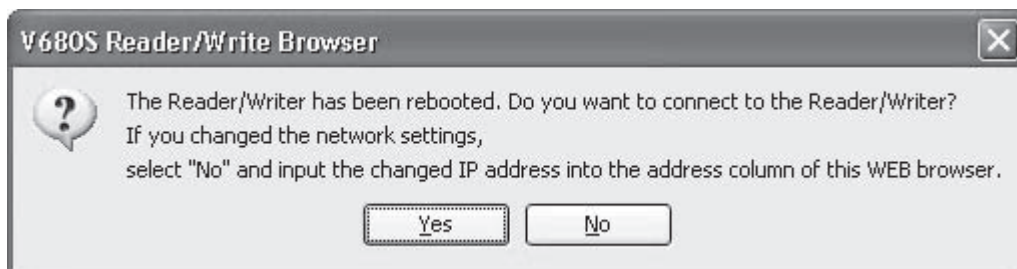 V680S Reader/Write Browser
The Reader/Writer has been rebooted. Do you want to connect to the Reader/Writer?
If you changed the network settings,
select "No" and input the changed IP address into the address column of this WEB browser.
Yes
No